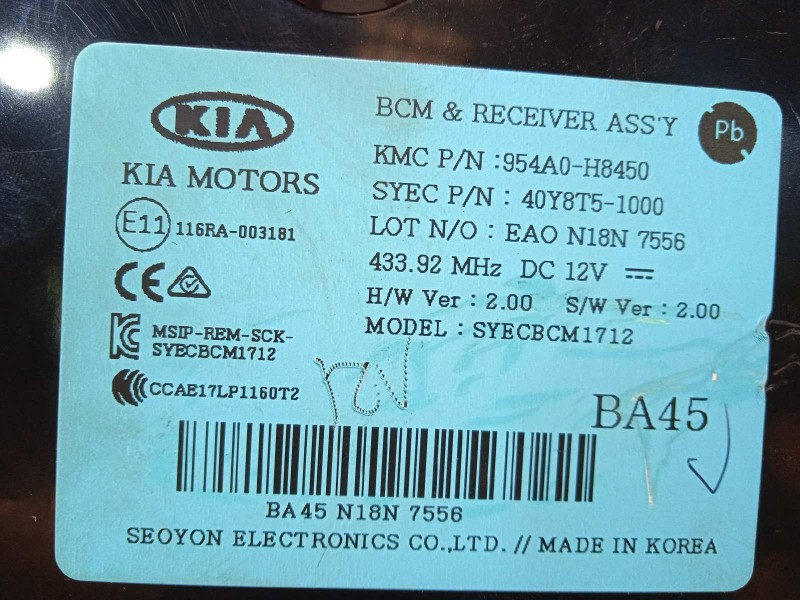 KIA
KIA MOTORS
BCM & RECEIVER ASS'Y
Pb
KMC P/N :954A0-H8450
SYEC P/N : 40Y8T5-1000
LOT N/O : EAO N18N 7556
433.92 MHz DC 12V
H/W Ver : 2.00 S/W Ver : 2.00
MODEL : SYECBCM1712
E11 116RA-003181
CE
MSIP-REM-SCK-
SYECBCM1712
CCAE17LP1160T2
BA45
BA45 N18N 7556
SEOYON ELECTRONICS CO.,LTD. // MADE IN KOREA